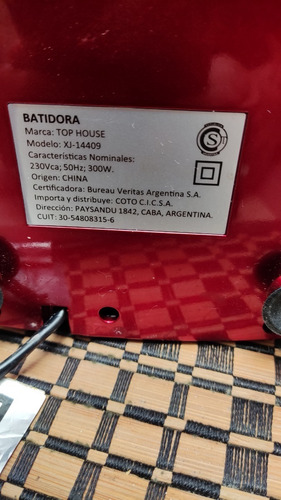 BATIDORA
Marca: TOP HOUSE
Modelo: XJ-14409
Características Nominales:
230Vca; 50Hz; 300W.
Origen: CHINA
Certificadora: Bureau Veritas Argentina S.A.
Importa y distribuye: COTO C.I.C.S.A.
Dirección: PAYSANDU 1842, CABA, ARGENTINA.
CUIT: 30-54808315-6
S